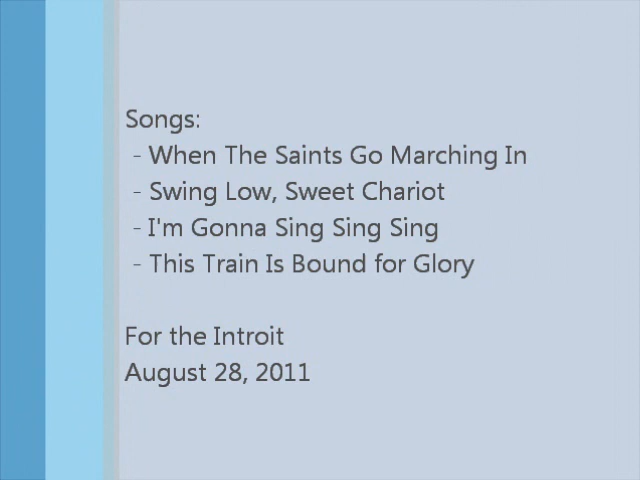 Songs:
- When The Saints Go Marching In
- Swing Low, Sweet Chariot
- I'm Gonna Sing Sing Sing
- This Train Is Bound for Glory
For the Introit
August 28, 2011